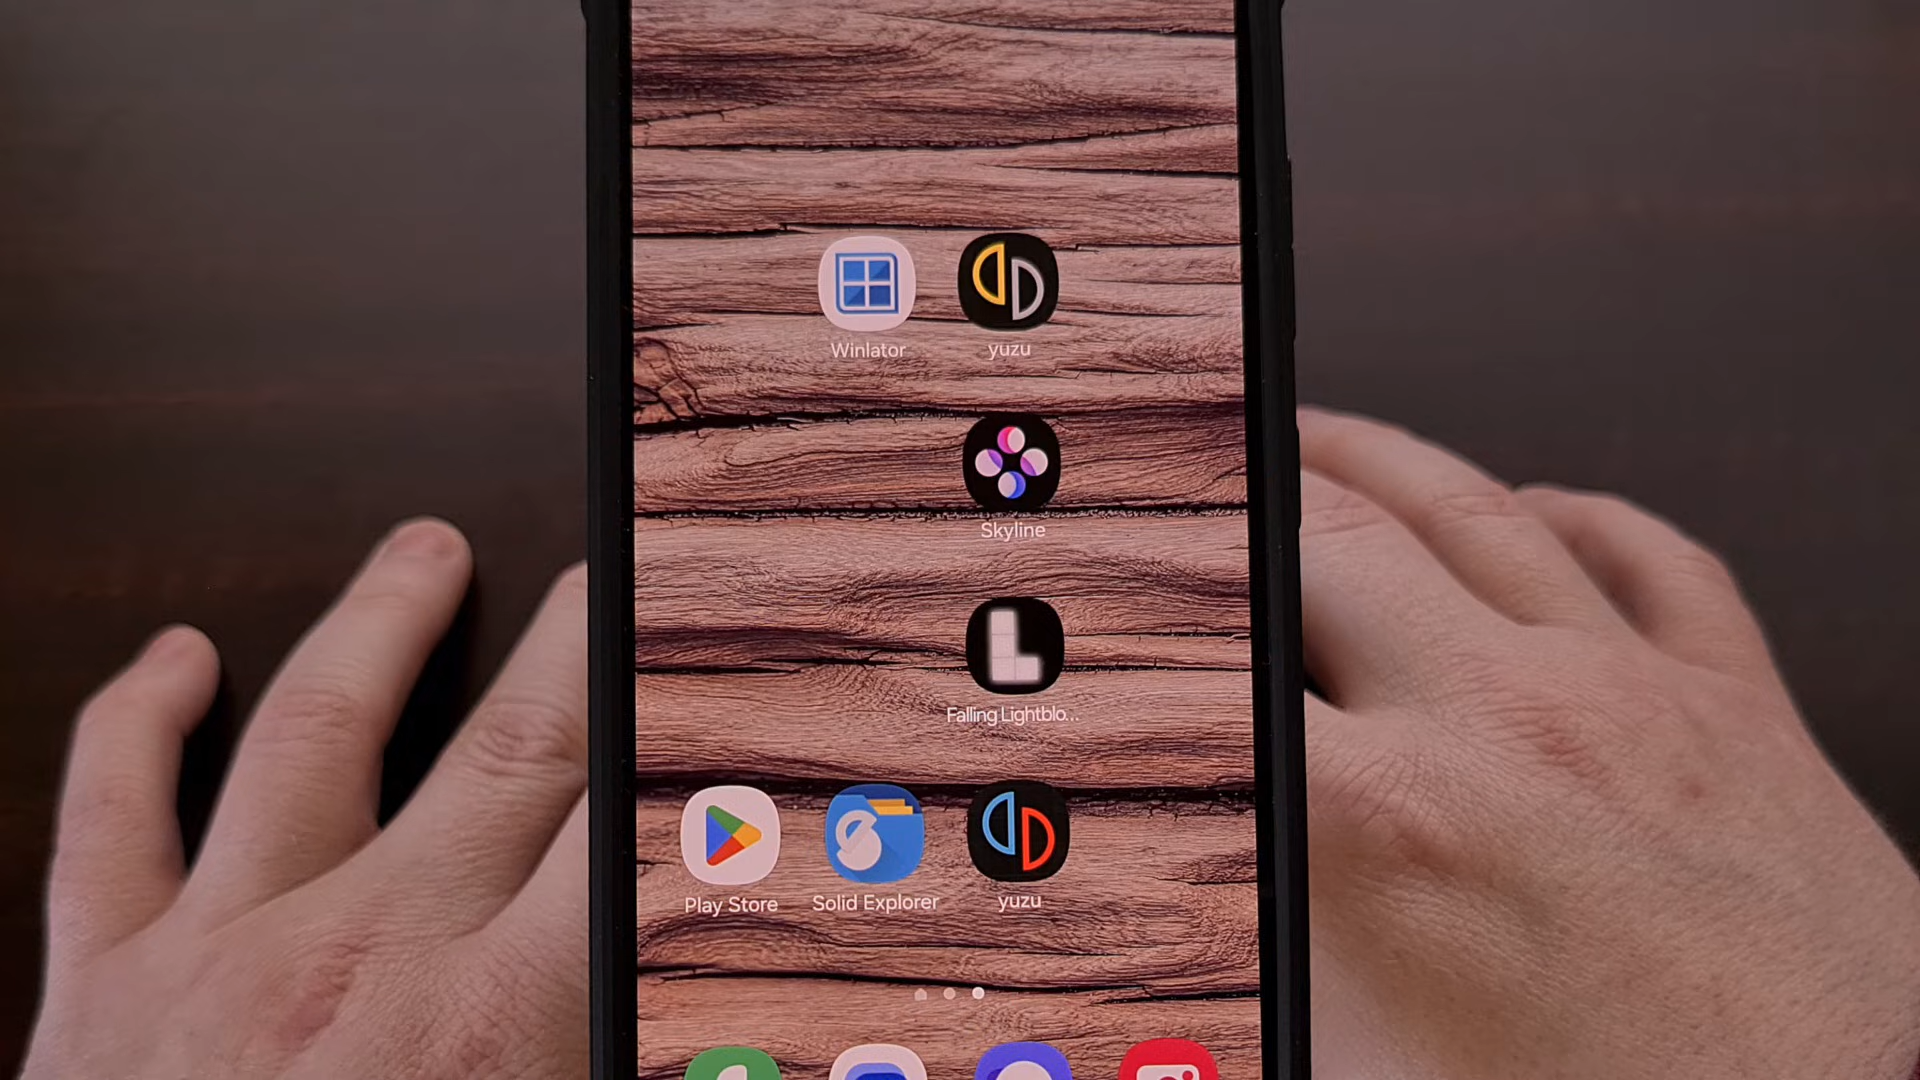 Winlator
yuzu
Skyline
Falling Lightblo...
Play Store
Solid Explorer
yuzu